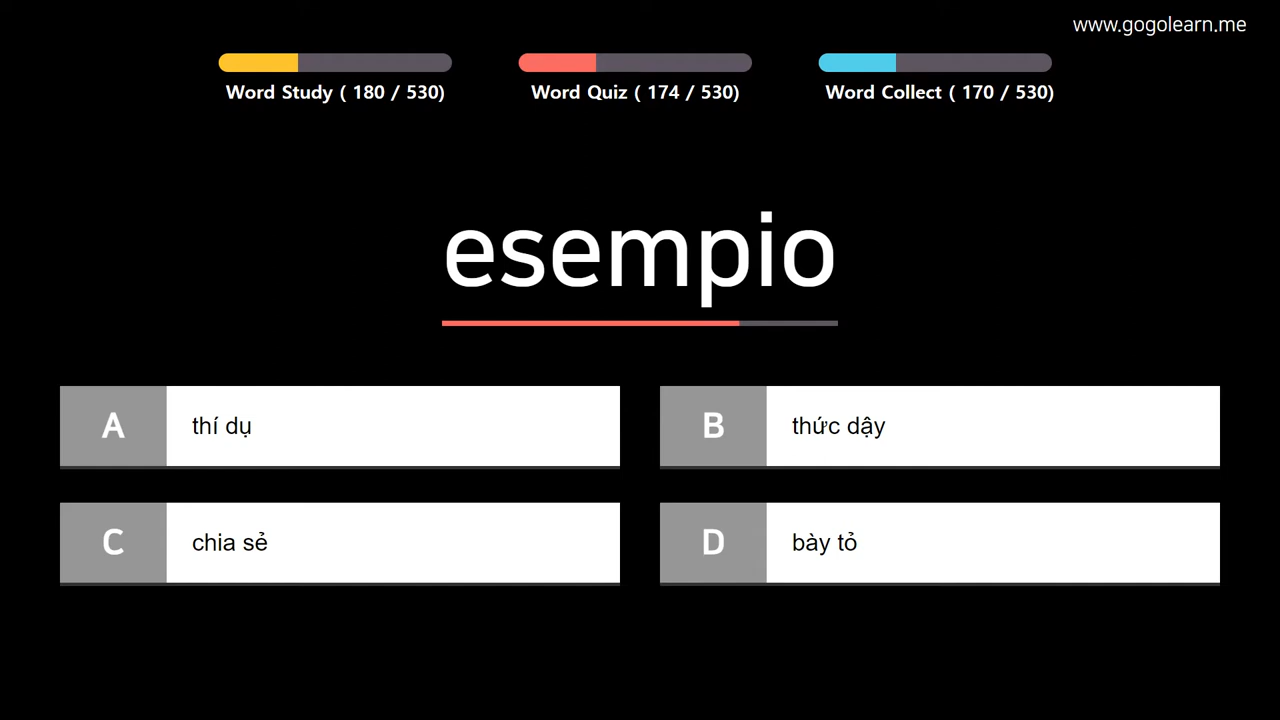 www.gogolearn.me
Word Study ( 180 / 530)
Word Quiz ( 174 / 530)
Word Collect ( 170 / 530)
esempio
A thí dụ
B thức dậy
C chia sẻ
D bày tỏ